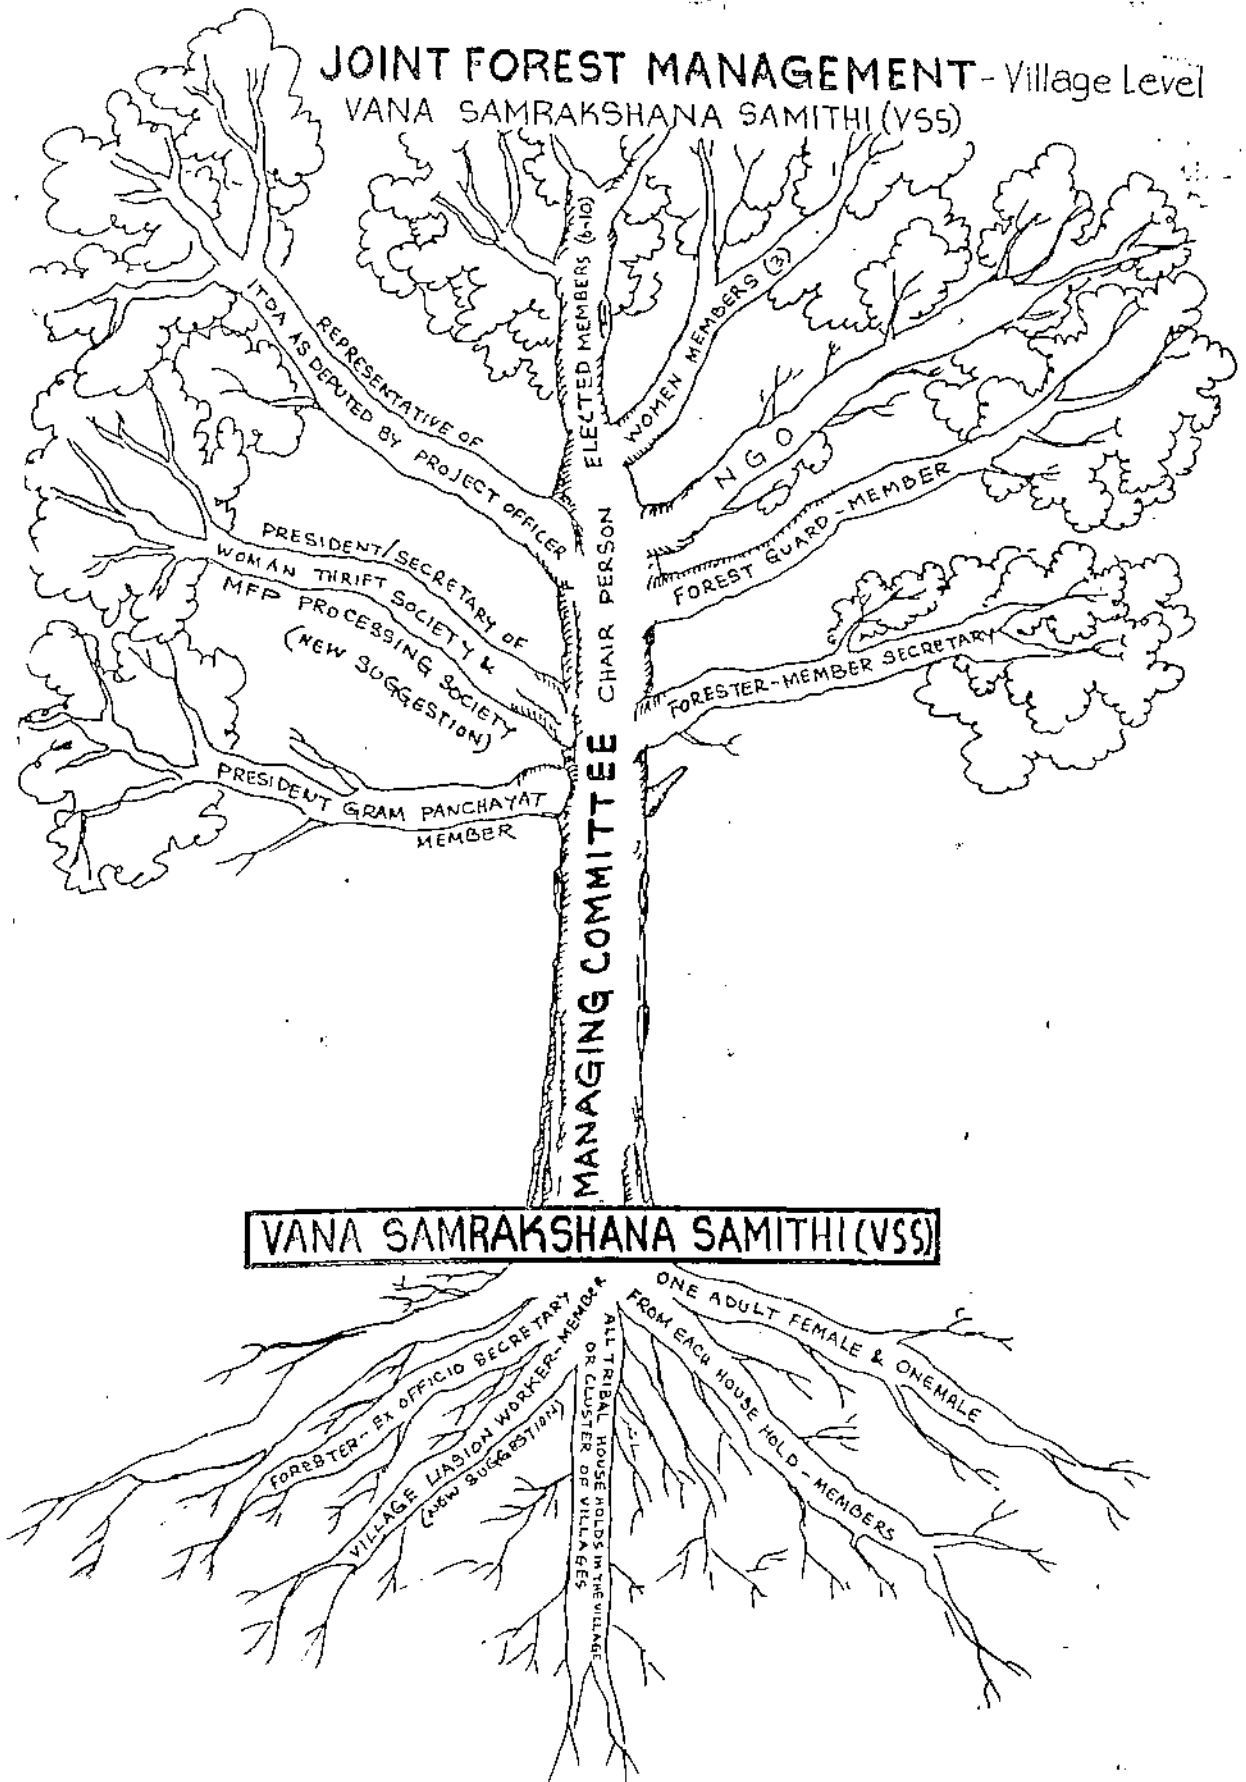 JOINT FOREST MANAGEMENT - Village Level
VANA SAMRAKSHANA SAMITHI (VSS)
REPRESENTATIVE OF
ITDA AS DEPUTED BY PROJECT OFFICER
PRESIDENT/SECRETARY OF
WOMAN THRIFT SOCIETY &
MFP PROCESSING SOCIETY
(NEW SUGGESTION)
PRESIDENT GRAM PANCHAYAT
MEMBER
ELECTED MEMBERS (6-10)
WOMEN MEMBERS (3)
NGO
FOREST GUARD-MEMBER
FORESTER-MEMBER SECRETARY
CHAIR PERSON
MANAGING COMMITTEE
VANA SAMRAKSHANA SAMITHI (VSS)
FORESTER- EX OFFICIO SECRETARY
VILLAGE LIASION WORKER-MEMBER
(NEW SUGGESTION)
ALL TRIBAL HOUSE HOLDS IN THE VILLAGE
OR CLUSTER OF VILLAGES
ONE ADULT FEMALE & ONE MALE
FROM EACH HOUSE HOLD-MEMBERS